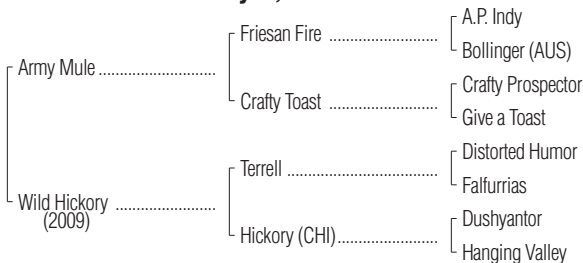 A.P. Indy
Friesan Fire ........................
Bollinger (AUS)
Army Mule ..........................
Crafty Prospector
Crafty Toast ........................
Give a Toast
Distorted Humor
Terrell ..................................
Falfurrias
Wild Hickory ......................
(2009)
Dushyantor
Hickory (CHI)......................
Hanging Valley